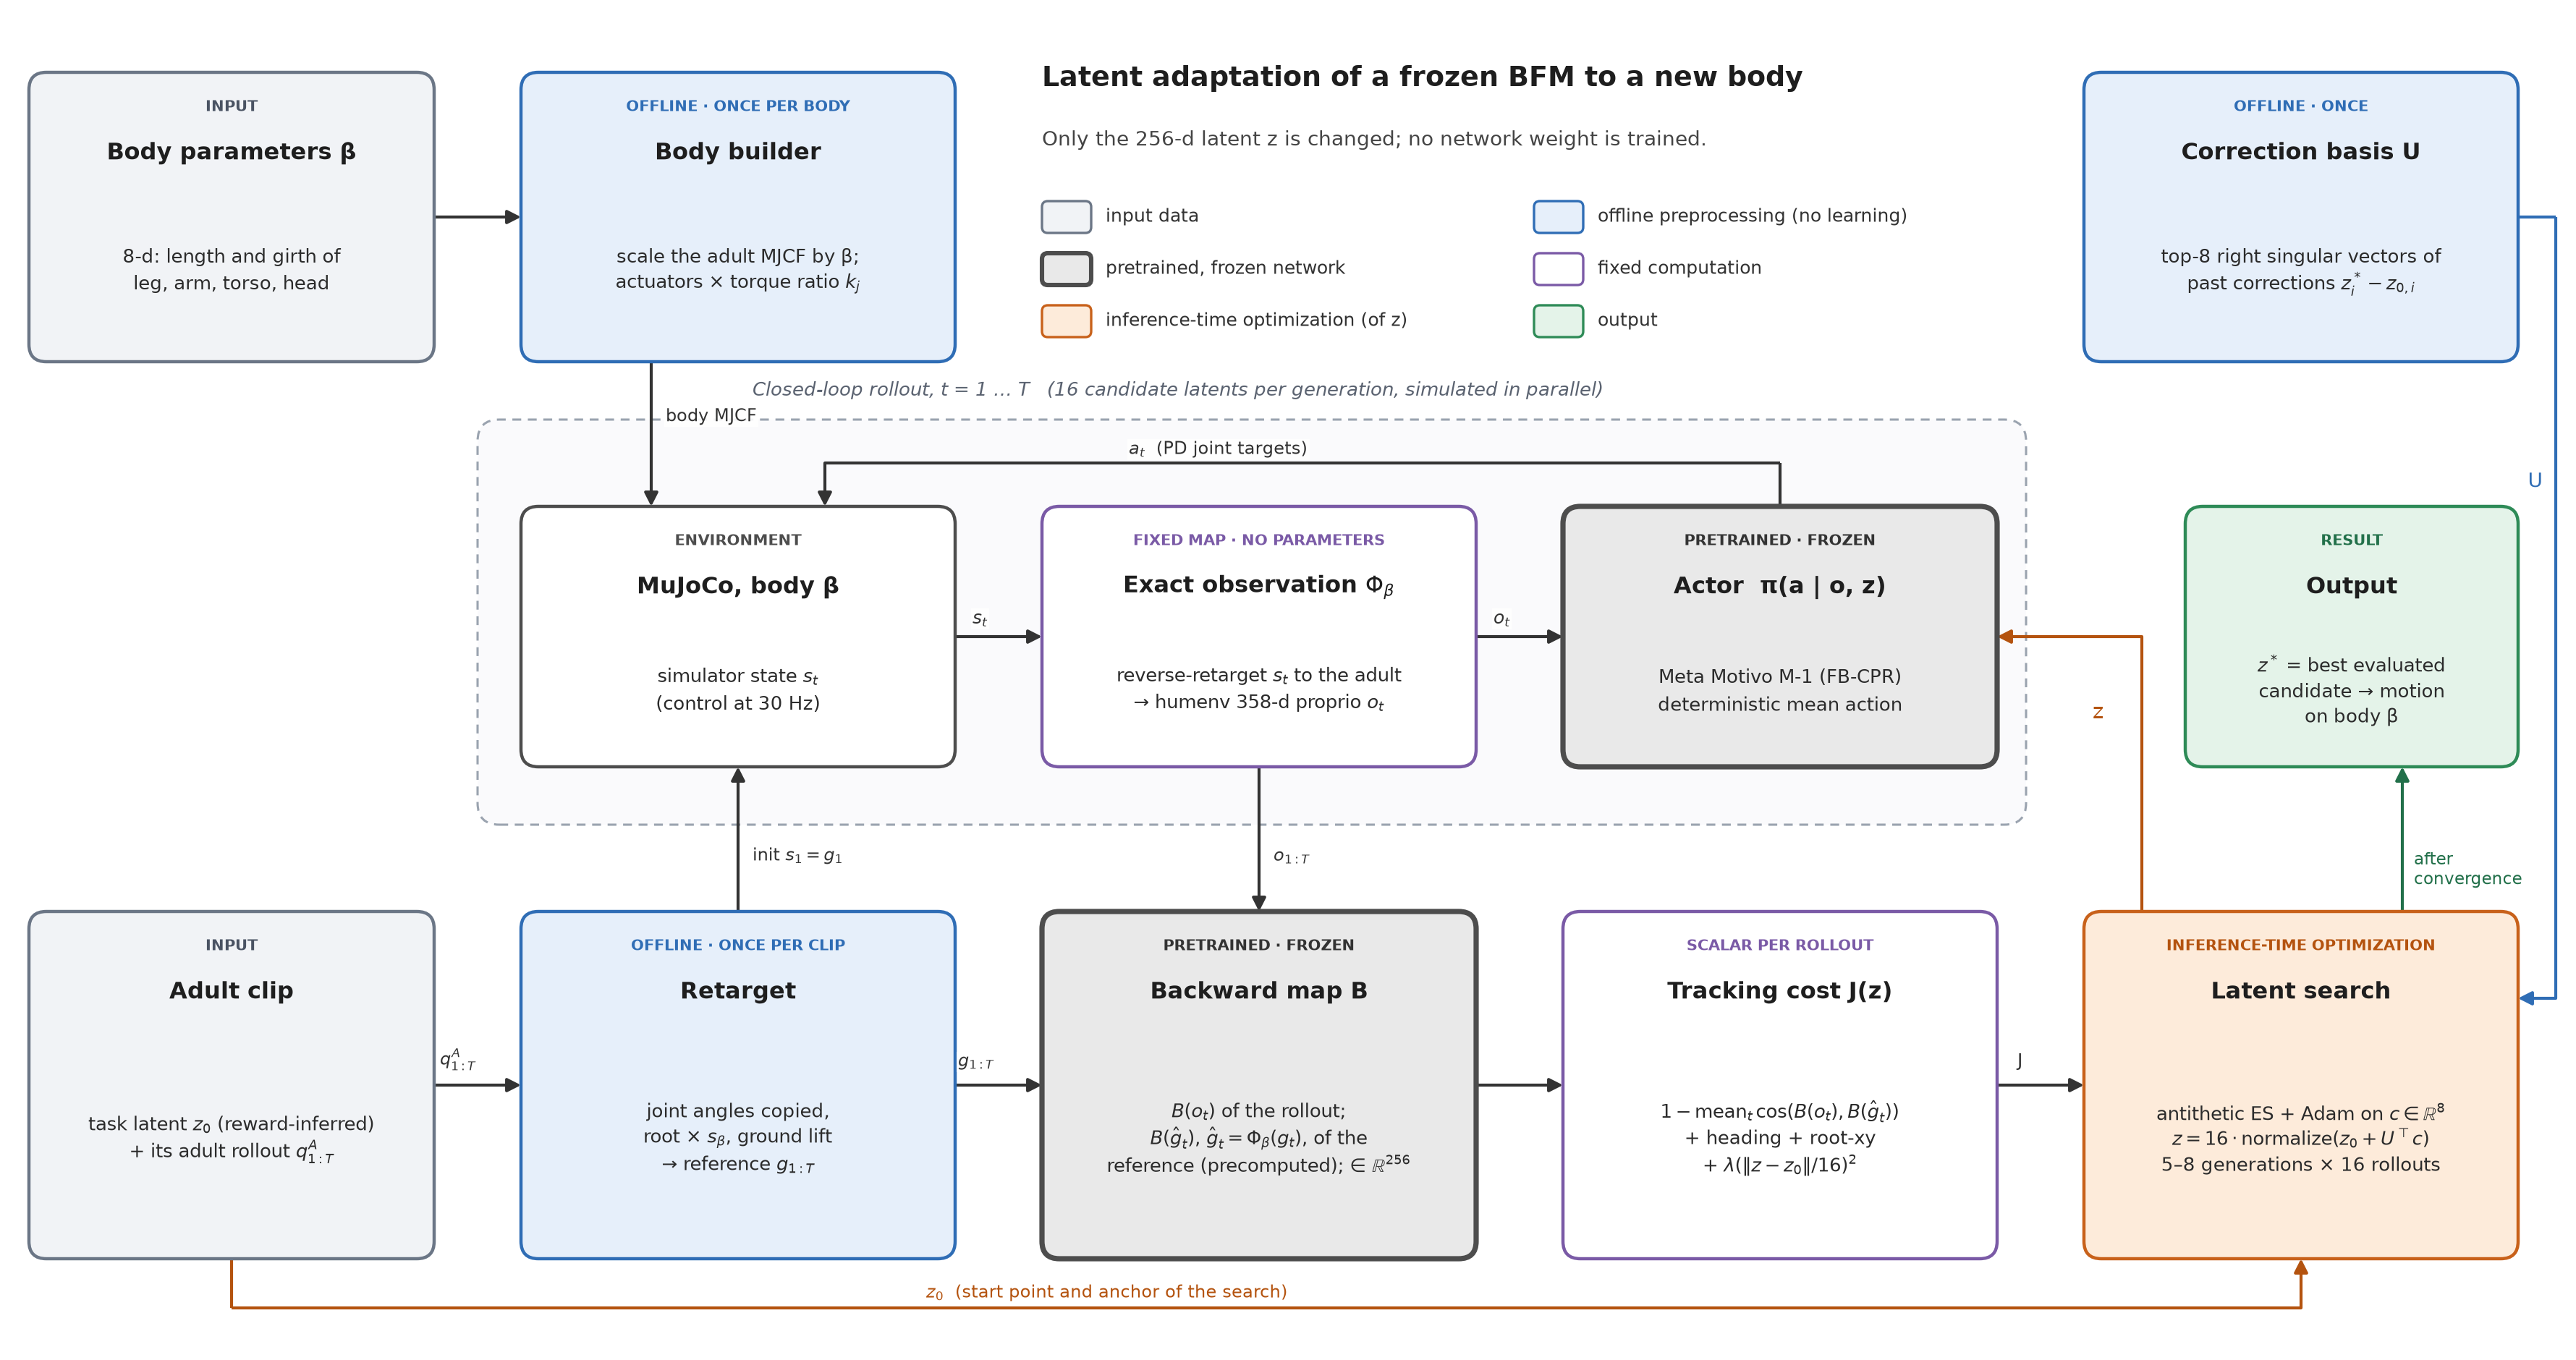 INPUT
Body parameters β
8-d: length and girth of
leg, arm, torso, head
OFFLINE · ONCE PER BODY
Body builder
scale the adult MJCF by β;
actuators × torque ratio k_j
Latent adaptation of a frozen BFM to a new body
Only the 256-d latent z is changed; no network weight is trained.
input data
offline preprocessing (no learning)
pretrained, frozen network
fixed computation
inference-time optimization (of z)
output
OFFLINE · ONCE
Correction basis U
top-8 right singular vectors of
past corrections z_i^* − z_{0,i}
Closed-loop rollout, t = 1 … T (16 candidate latents per generation, simulated in parallel)
body MJCF
a_t (PD joint targets)
U
ENVIRONMENT
MuJoCo, body β
simulator state s_t
(control at 30 Hz)
s_t
FIXED MAP · NO PARAMETERS
Exact observation Φ_β
reverse-retarget s_t to the adult
→ humenv 358-d proprio o_t
o_t
PRETRAINED · FROZEN
Actor π(a | o, z)
Meta Motivo M-1 (FB-CPR)
deterministic mean action
z
RESULT
Output
z^* = best evaluated
candidate → motion
on body β
init s_1 = g_1
o_{1:T}
after
convergence
INPUT
Adult clip
task latent z_0 (reward-inferred)
+ its adult rollout q^A_{1:T}
q^A_{1:T}
OFFLINE · ONCE PER CLIP
Retarget
joint angles copied,
root × s_β, ground lift
→ reference g_{1:T}
g_{1:T}
PRETRAINED · FROZEN
Backward map B
B(o_t) of the rollout;
B(ĝ_t), ĝ_t = Φ_β(g_t), of the
reference (precomputed); ∈ ℝ^256
SCALAR PER ROLLOUT
Tracking cost J(z)
1 − mean_t cos(B(o_t), B(ĝ_t))
+ heading + root-xy
+ λ(‖z − z_0‖/16)^2
J
INFERENCE-TIME OPTIMIZATION
Latent search
antithetic ES + Adam on c ∈ ℝ^8
z = 16 · normalize(z_0 + U^⊤ c)
5–8 generations × 16 rollouts
z_0 (start point and anchor of the search)